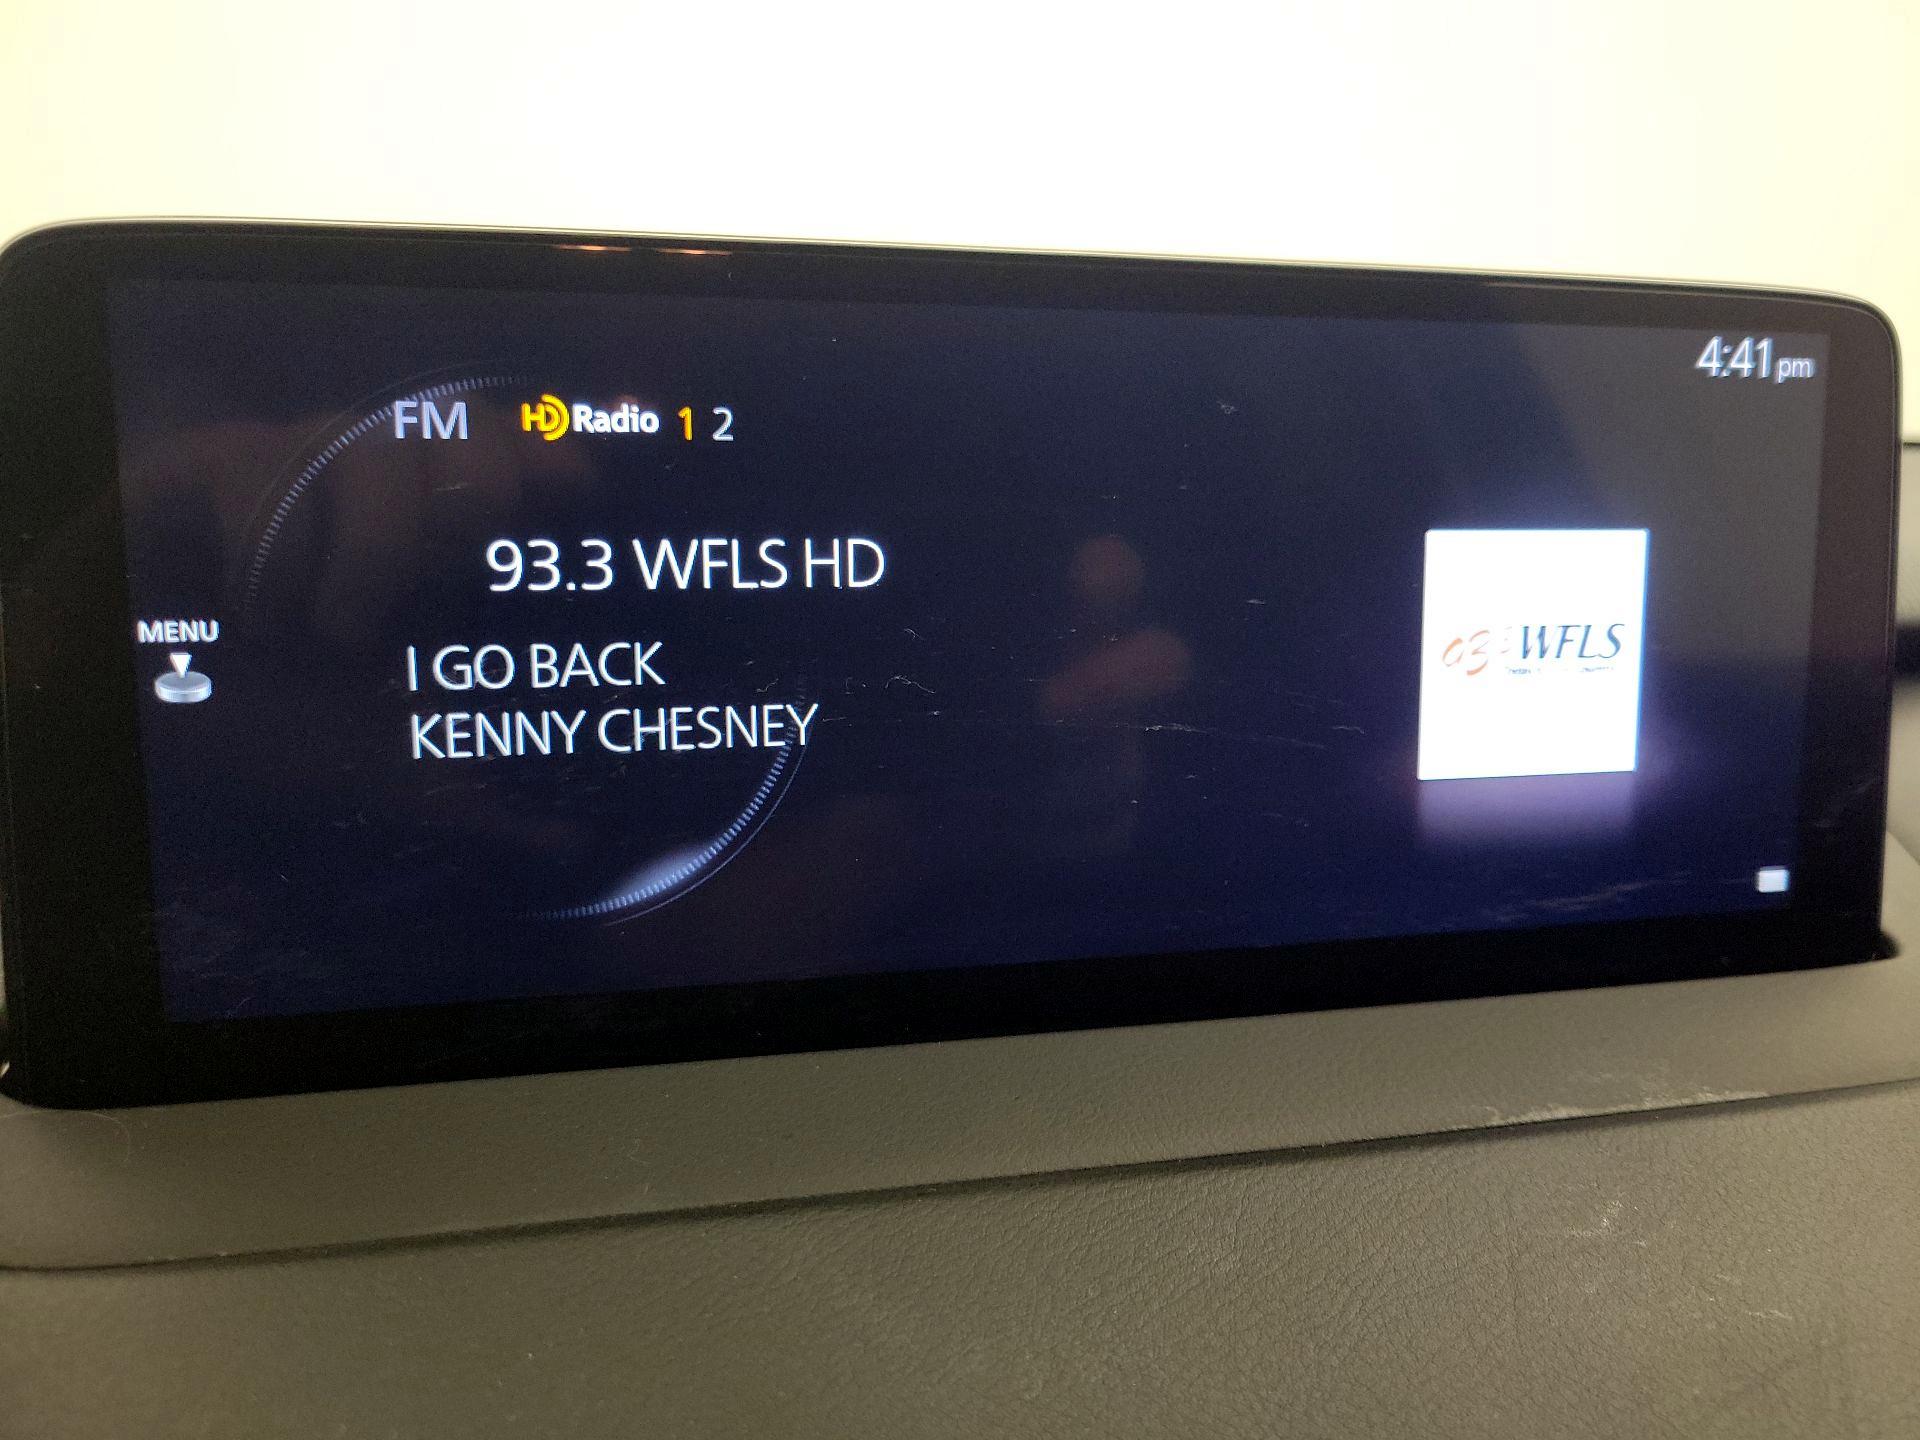 4:41 pm
FM HD Radio 1 2
93.3 WFLS HD
MENU
I GO BACK
KENNY CHESNEY
WFLS